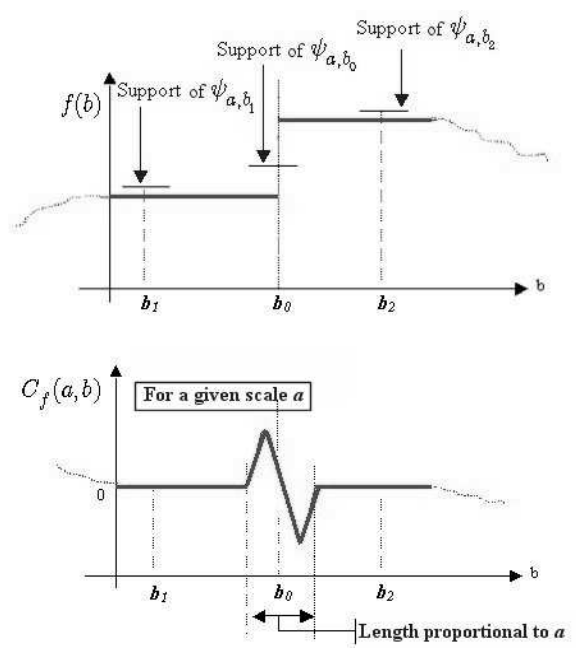 Support of ψa,b2
Support of ψa,b0
Support of ψa,b1
f(b)
b
b1 b0 b2
Cf(a,b)
For a given scale a
0
b
b1 b0 b2
Length proportional to a